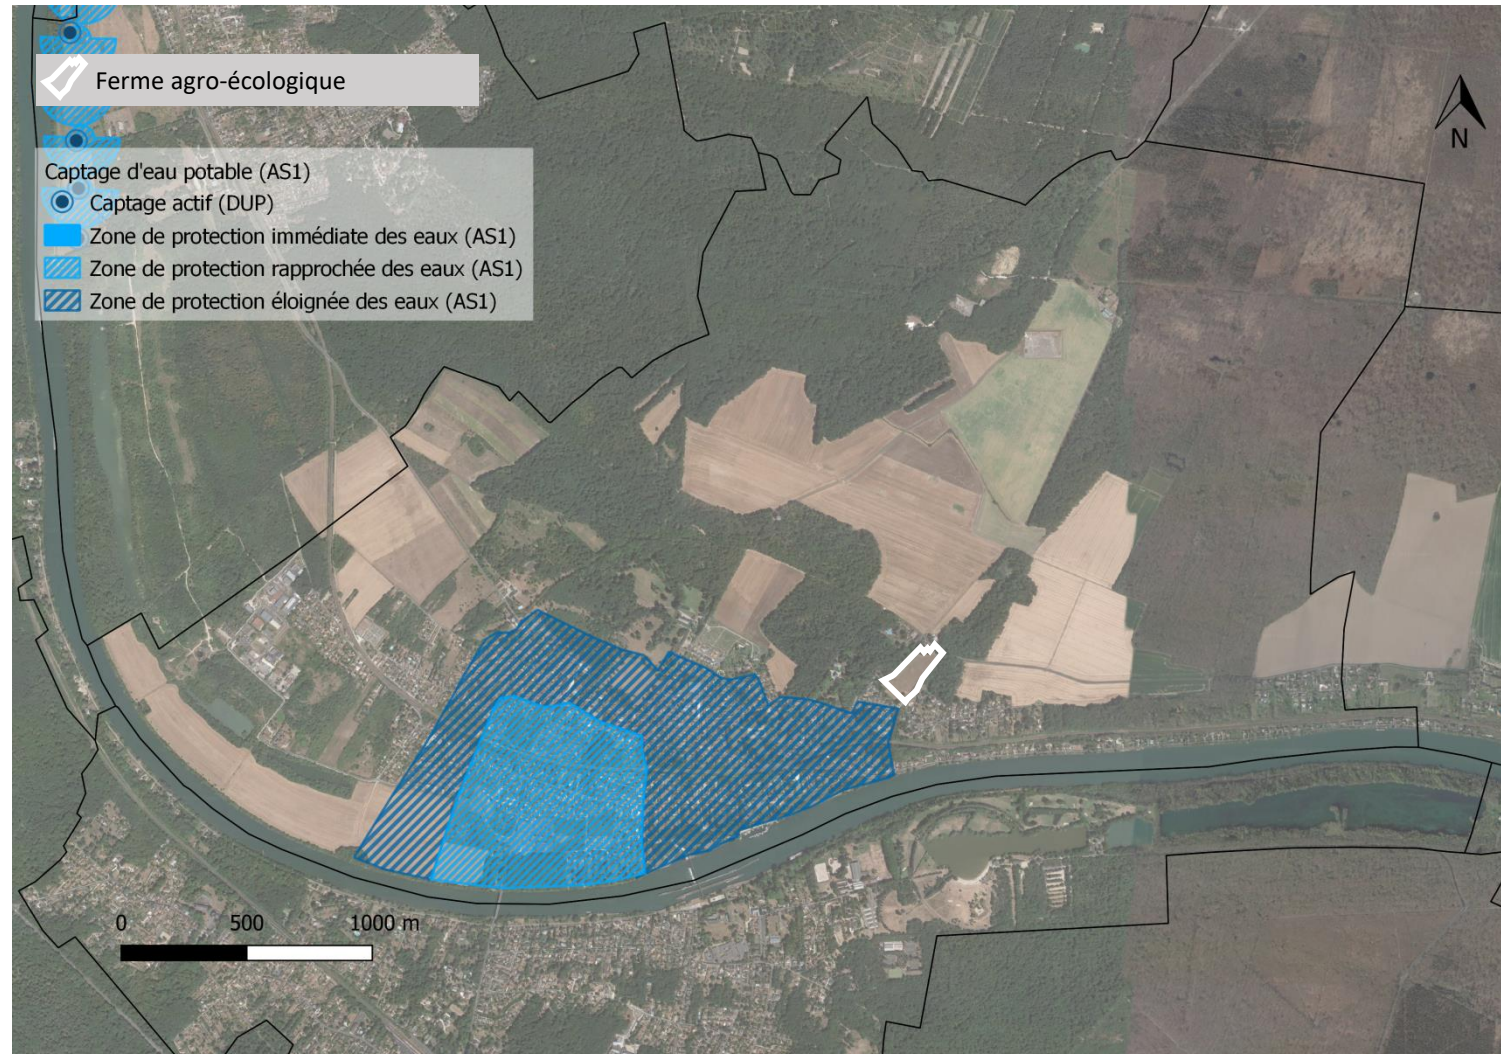 Ferme agro-écologique
Captage d'eau potable (AS1)
Captage actif (DUP)
Zone de protection immédiate des eaux (AS1)
Zone de protection rapprochée des eaux (AS1)
Zone de protection éloignée des eaux (AS1)
N
0 500 1000 m